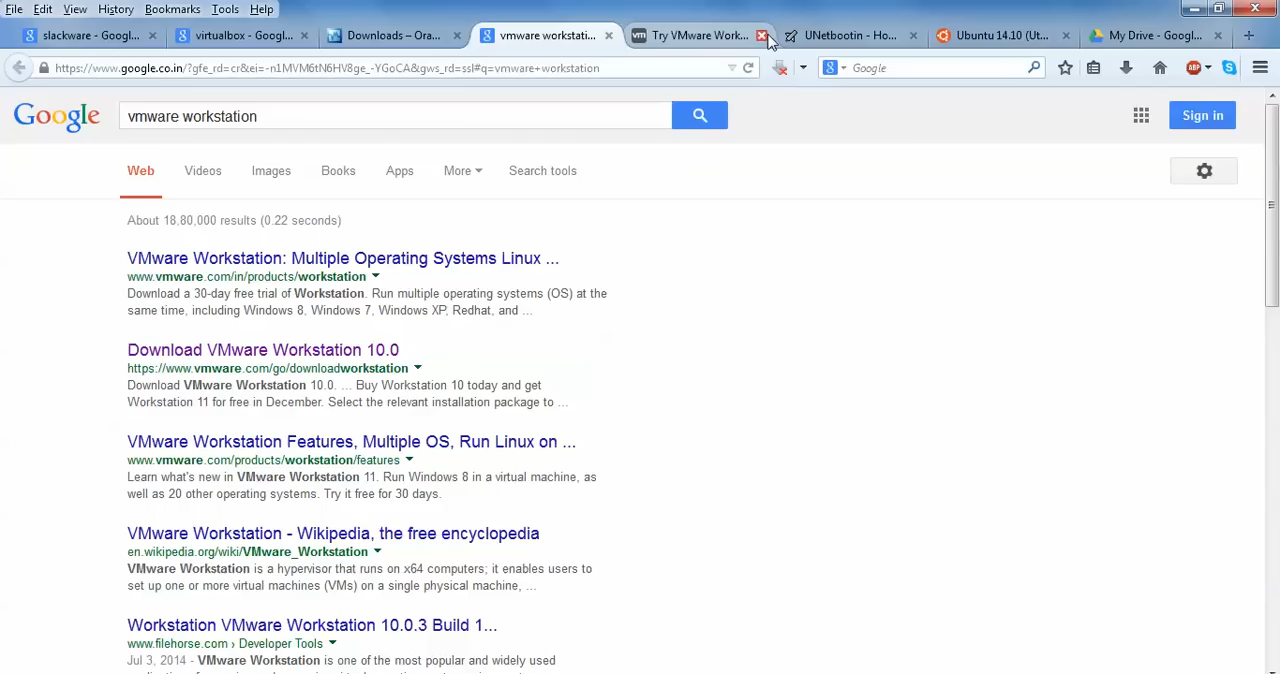 File Edit View History Bookmarks Tools Help
slackware - Googl... virtualbox - Googl... Downloads – Ora... vmware workstati... vm Try VMware Work... UNetbootin - Ho... Ubuntu 14.10 (Ut... My Drive - Googl...
https://www.google.co.in/?gfe_rd=cr&ei=-n1MVM6tN6HV8ge_-YGoCA&gws_rd=ssl#q=vmware+workstation
Google
ABP
Google
vmware workstation
Sign in
Web Videos Images Books Apps More Search tools
About 18,80,000 results (0.22 seconds)
VMware Workstation: Multiple Operating Systems Linux ...
www.vmware.com/in/products/workstation
Download a 30-day free trial of Workstation. Run multiple operating systems (OS) at the
same time, including Windows 8, Windows 7, Windows XP, Redhat, and ...
Download VMware Workstation 10.0
https://www.vmware.com/go/downloadworkstation
Download VMware Workstation 10.0. ... Buy Workstation 10 today and get
Workstation 11 for free in December. Select the relevant installation package to ...
VMware Workstation Features, Multiple OS, Run Linux on ...
www.vmware.com/products/workstation/features
Learn what's new in VMware Workstation 11. Run Windows 8 in a virtual machine, as
well as 20 other operating systems. Try it free for 30 days.
VMware Workstation - Wikipedia, the free encyclopedia
en.wikipedia.org/wiki/VMware_Workstation
VMware Workstation is a hypervisor that runs on x64 computers; it enables users to
set up one or more virtual machines (VMs) on a single physical machine, ...
Workstation VMware Workstation 10.0.3 Build 1...
www.filehorse.com › Developer Tools
Jul 3, 2014 - VMware Workstation is one of the most popular and widely used